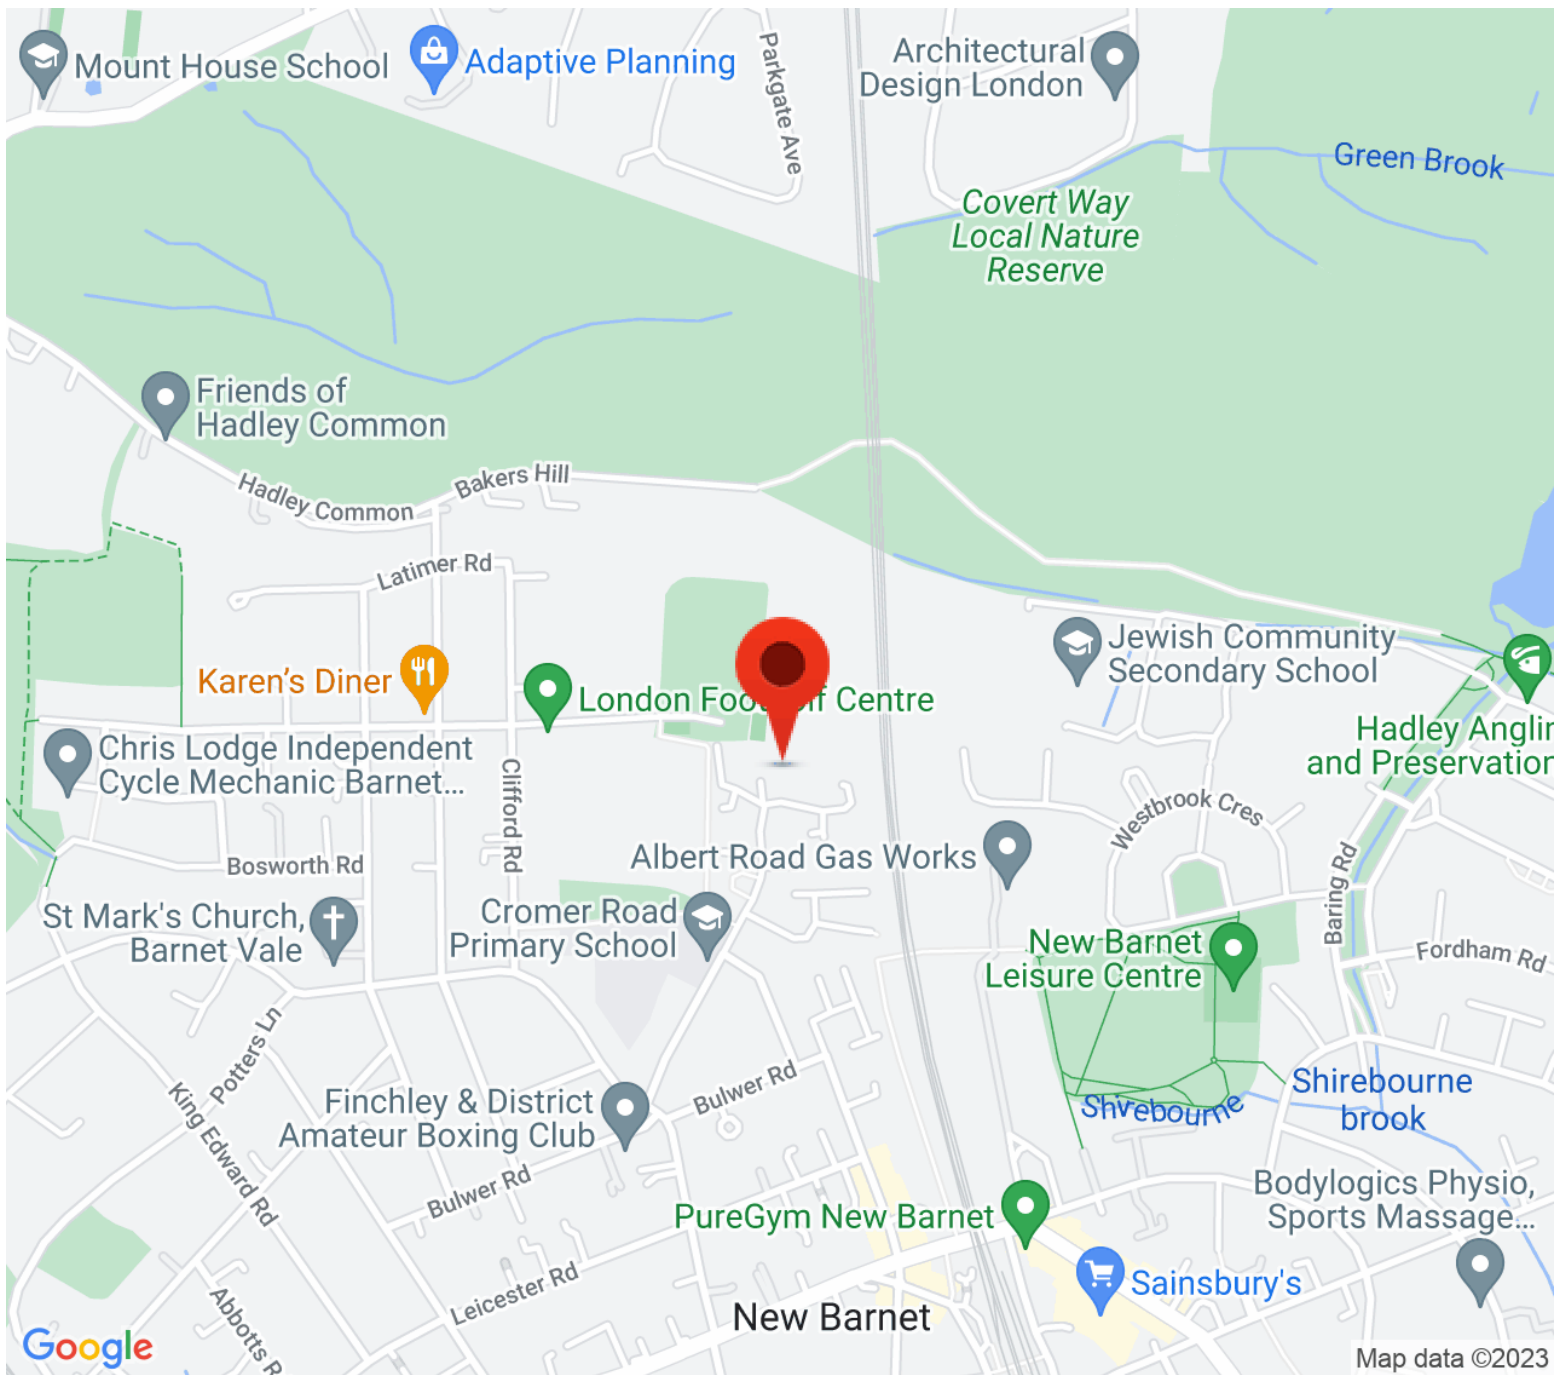 Mount House School
Adaptive Planning
Parkgate Ave
Architectural
Design London
Green Brook
Covert Way
Local Nature
Reserve
Friends of
Hadley Common
Hadley Common
Bakers Hill
Latimer Rd
Karen's Diner
London Foo
ff Centre
Jewish Community
Secondary School
Hadley Anglin
and Preservation
Chris Lodge Independent
Cycle Mechanic Barnet...
Clifford Rd
Westbrook Cres
Albert Road Gas Works
Bosworth Rd
Baring Rd
St Mark's Church,
Barnet Vale
Cromer Road
Primary School
New Barnet
Leisure Centre
Fordham Rd
Potters Ln
King Edward Rd
Bulwer Rd
Finchley & District
Amateur Boxing Club
Shirebourne
Shirebourne
brook
Bulwer Rd
Bodylogics Physio,
Sports Massage...
PureGym New Barnet
Leicester Rd
Sainsbury's
Abbotts R
New Barnet
Google
Map data ©2023